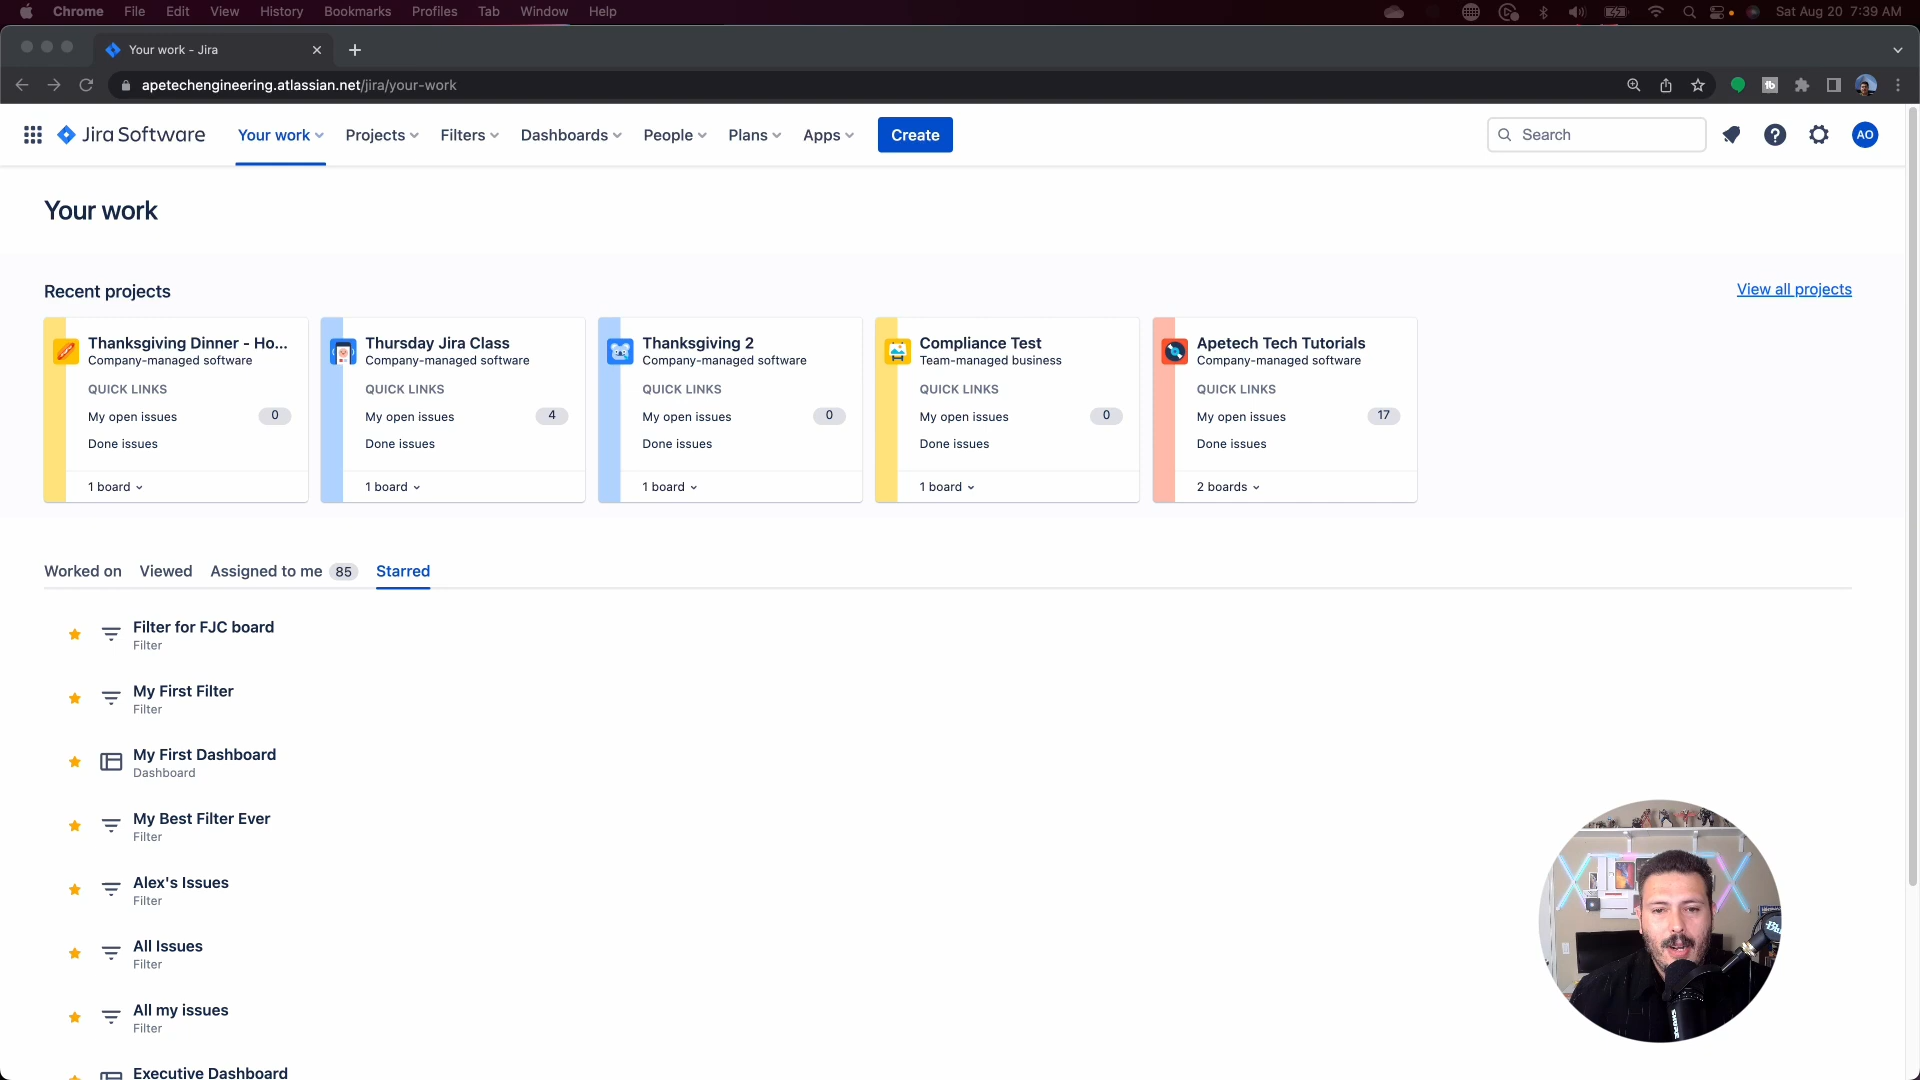 Chrome File Edit View History Bookmarks Profiles Tab Window Help Sat Aug 20 7:39 AM
Your work - Jira
apetechengineering.atlassian.net/jira/your-work
Jira Software Your work Projects Filters Dashboards People Plans Apps Create Search AO
Your work
Recent projects View all projects
Thanksgiving Dinner - Ho... Thursday Jira Class Thanksgiving 2 Compliance Test Apetech Tech Tutorials
Company-managed software Company-managed software Company-managed software Team-managed business Company-managed software
QUICK LINKS QUICK LINKS QUICK LINKS QUICK LINKS QUICK LINKS
My open issues 0 My open issues 4 My open issues 0 My open issues 0 My open issues 17
Done issues Done issues Done issues Done issues Done issues
1 board 1 board 1 board 1 board 2 boards
Worked on Viewed Assigned to me 85 Starred
Filter for FJC board
Filter
My First Filter
Filter
My First Dashboard
Dashboard
My Best Filter Ever
Filter
Alex's Issues
Filter
All Issues
Filter
All my issues
Filter
Executive Dashboard